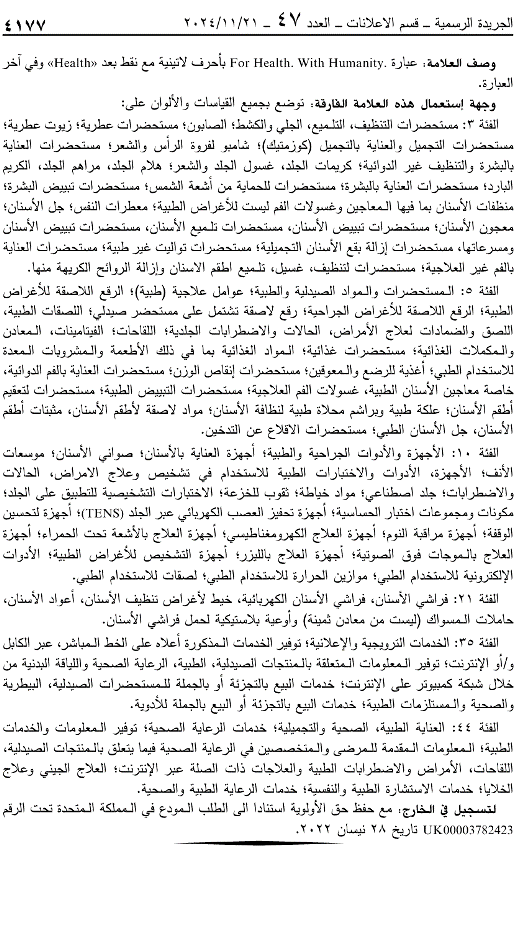 الجريدة الرسمية ــ قسم الاعلانات ــ العدد ٤٧ ــ ٢٠٢٤/١١/٢١ ٤١٧٧
وصف العلامة: عبارة .For Health. With Humanity بأحرف لاتينية مع نقط بعد «Health» وفي آخر
العبارة.
وجهة إستعمال هذه العلامة الفارقة: توضع بجميع القياسات والألوان على:
الفئة ٣: مستحضرات التنظيف، التلميع، الجلي والكشط؛ الصابون؛ مستحضرات عطرية؛ زيوت عطرية؛
مستحضرات التجميل والعناية بالتجميل (كوزمتيك)؛ شامبو لفروة الرأس والشعر؛ مستحضرات العناية
بالبشرة والتنظيف غير الدوائية؛ كريمات الجلد، غسول الجلد والشعر؛ هلام الجلد، مراهم الجلد، الكريم
البارد؛ مستحضرات العناية بالبشرة؛ مستحضرات للحماية من أشعة الشمس؛ مستحضرات تبييض البشرة؛
منظفات الأسنان بما فيها المعاجين وغسولات الفم ليست للأغراض الطبية؛ معطرات النفس؛ جل الأسنان؛
معجون الأسنان؛ مستحضرات تبييض الأسنان، مستحضرات تلميع الأسنان، مستحضرات تبييض الأسنان
ومسرعاتها، مستحضرات إزالة بقع الأسنان التجميلية؛ مستحضرات تواليت غير طبية؛ مستحضرات العناية
بالفم غير العلاجية؛ مستحضرات لتنظيف، غسيل، تلميع اطقم الاسنان وإزالة الروائح الكريهة منها.
الفئة ٥: المستحضرات والمواد الصيدلية والطبية؛ عوامل علاجية (طبية)؛ الرقع اللاصقة للأغراض
الطبية؛ الرقع اللاصقة للأغراض الجراحية؛ رقع لاصقة تشتمل على مستحضر صيدلي؛ اللصقات الطبية،
اللصق والضمادات لعلاج الأمراض، الحالات والاضطرابات الجلدية؛ اللقاحات؛ الفيتامينات، المعادن
والمكملات الغذائية؛ مستحضرات غذائية؛ المواد الغذائية بما في ذلك الأطعمة والمشروبات المعدة
للاستخدام الطبي؛ أغذية للرضع والمعوقين؛ مستحضرات إنقاص الوزن؛ مستحضرات العناية بالفم الدوائية،
خاصة معاجين الأسنان الطبية، غسولات الفم العلاجية؛ مستحضرات التبييض الطبية؛ مستحضرات لتعقيم
أطقم الأسنان؛ علكة طبية وبراشم محلاة طبية لنظافة الأسنان؛ مواد لاصقة لأطقم الأسنان، مثبتات أطقم
الأسنان، جل الأسنان الطبي؛ مستحضرات الاقلاع عن التدخين.
الفئة ١٠: الأجهزة والأدوات الجراحية والطبية؛ أجهزة العناية بالأسنان؛ صواني الأسنان؛ موسعات
الأنف؛ الأجهزة، الأدوات والاختبارات الطبية للاستخدام في تشخيص وعلاج الامراض، الحالات
والاضطرابات؛ جلد اصطناعي؛ مواد خياطة؛ ثقوب للخزعة؛ الاختبارات التشخيصية للتطبيق على الجلد؛
مكونات ومجموعات اختبار الحساسية؛ أجهزة تحفيز العصب الكهربائي عبر الجلد (TENS)؛ أجهزة لتحسين
الوقفة؛ أجهزة مراقبة النوم؛ أجهزة العلاج الكهرومغناطيسي؛ أجهزة العلاج بالأشعة تحت الحمراء؛ أجهزة
العلاج بالموجات فوق الصوتية؛ أجهزة العلاج بالليزر؛ أجهزة التشخيص للأغراض الطبية؛ الأدوات
الإلكترونية للاستخدام الطبي؛ موازين الحرارة للاستخدام الطبي؛ لصقات للاستخدام الطبي.
الفئة ٢١: فراشي الأسنان، فراشي الأسنان الكهربائية، خيط لأغراض تنظيف الأسنان، أعواد الأسنان،
حاملات المسواك (ليست من معادن ثمينة) وأوعية بلاستيكية لحمل فراشي الأسنان.
الفئة ٣٥: الخدمات الترويجية والإعلانية؛ توفير الخدمات المذكورة أعلاه على الخط المباشر، عبر الكابل
و/أو الإنترنت؛ توفير المعلومات المتعلقة بالمنتجات الصيدلية، الطبية، الرعاية الصحية واللياقة البدنية من
خلال شبكة كمبيوتر على الإنترنت؛ خدمات البيع بالتجزئة أو بالجملة للمستحضرات الصيدلية، البيطرية
والصحية والمستلزمات الطبية؛ خدمات البيع بالتجزئة أو البيع بالجملة للأدوية.
الفئة ٤٤: العناية الطبية، الصحية والتجميلية؛ خدمات الرعاية الصحية؛ توفير المعلومات والخدمات
الطبية؛ المعلومات المقدمة للمرضى والمتخصصين في الرعاية الصحية فيما يتعلق بالمنتجات الصيدلية،
اللقاحات، الأمراض والاضطرابات الطبية والعلاجات ذات الصلة عبر الإنترنت؛ العلاج الجيني وعلاج
الخلايا؛ خدمات الاستشارة الطبية والنفسية؛ خدمات الرعاية الطبية والصحية.
لتسجيل في الخارج: مع حفظ حق الأولوية استنادا الى الطلب المودع في المملكة المتحدة تحت الرقم
UK00003782423 تاريخ ٢٨ نيسان ٢٠٢٢.